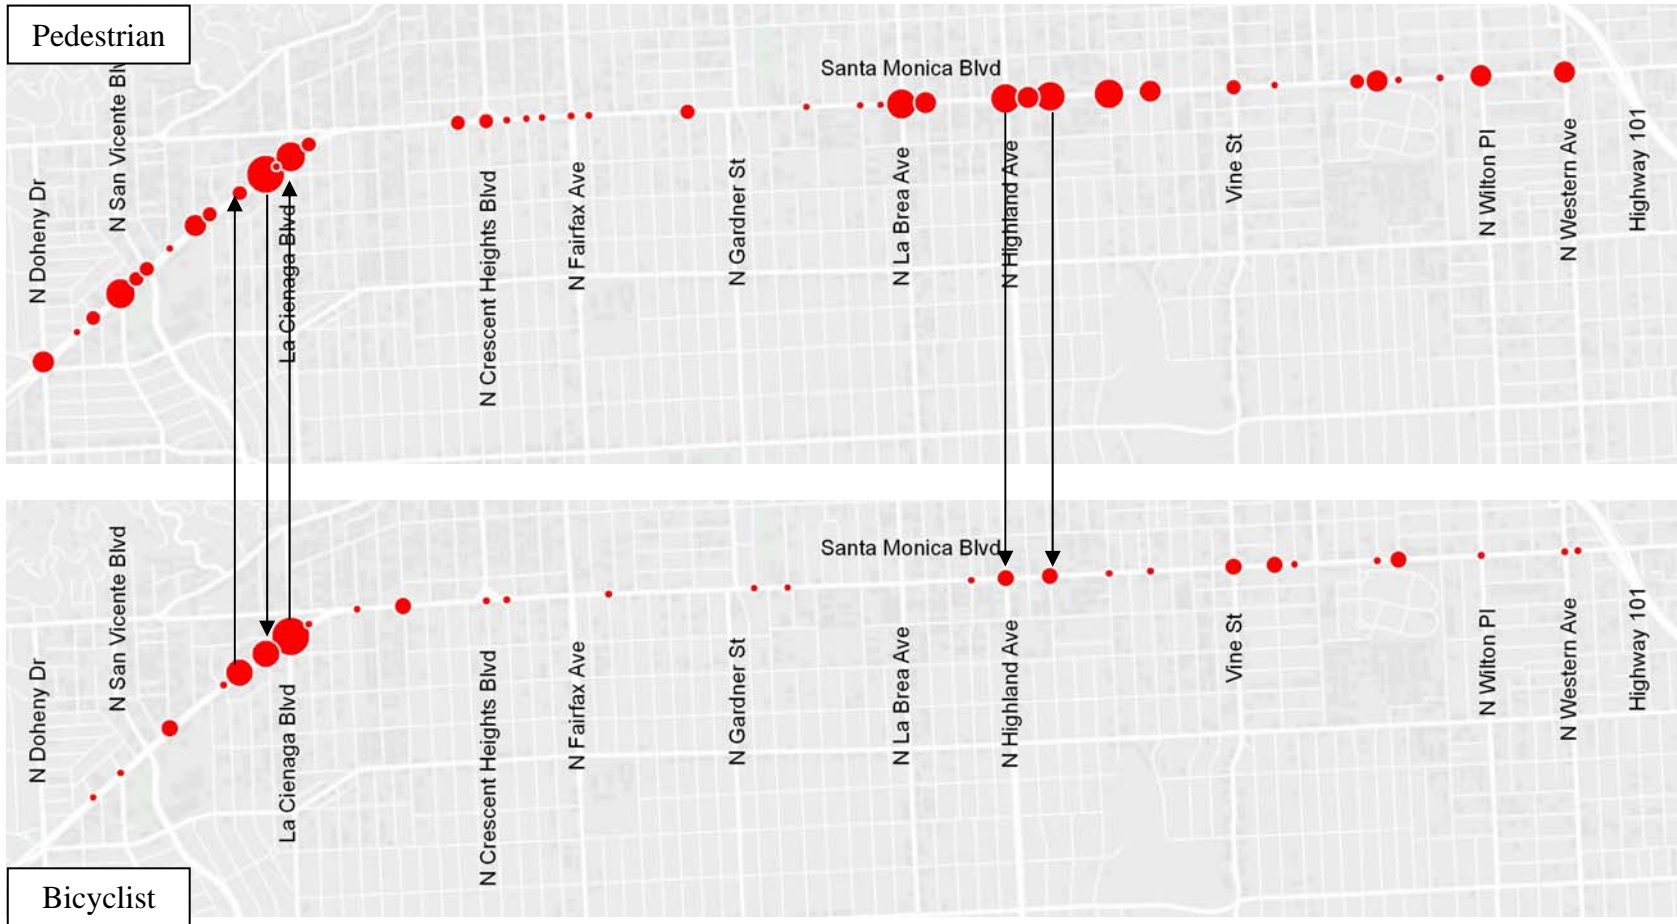 Pedestrian
Santa Monica Blvd
N Doheny Dr
N San Vicente Blv
La Cienaga Blvd
N Crescent Heights Blvd
N Fairfax Ave
N Gardner St
N La Brea Ave
N Highland Ave
Vine St
N Wilton Pl
N Western Ave
Highway 101
Santa Monica Blvd
N Doheny Dr
N San Vicente Blvd
La Cienaga Blvd
N Crescent Heights Blvd
N Fairfax Ave
N Gardner St
N La Brea Ave
N Highland Ave
Vine St
N Wilton Pl
N Western Ave
Highway 101
Bicyclist